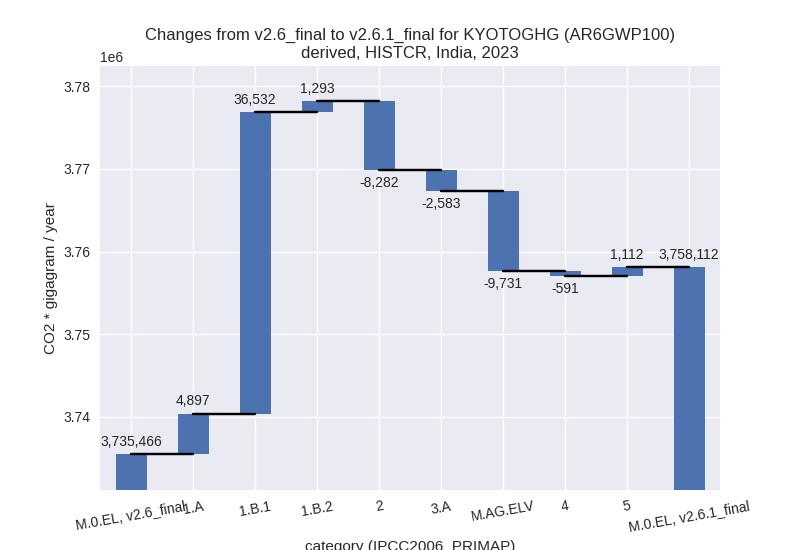 Changes from v2.6_final to v2.6.1_final for KYOTOGHG (AR6GWP100)
derived, HISTCR, India, 2023
1e6
3.78
3.77
3.76
3.75
3.74
CO2 * gigagram / year
3,735,466
4,897
36,532
1,293
-8,282
-2,583
-9,731
-591
1,112
3,758,112
M.0.EL, v2.6_final
1.A
1.B.1
1.B.2
2
3.A
M.AG.ELV
4
5
M.0.EL, v2.6.1_final
category (IPCC2006_PRIMAP)